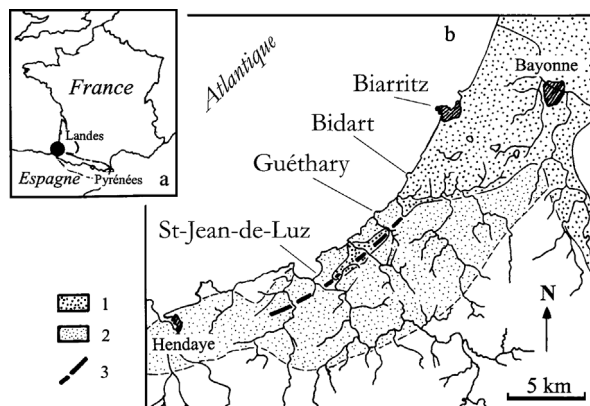 France
Landes
Espagne
Pyrénées
a
b
Atlantique
Bayonne
Biarritz
Bidart
Guéthary
St-Jean-de-Luz
Hendaye
1
2
3
N
5 km